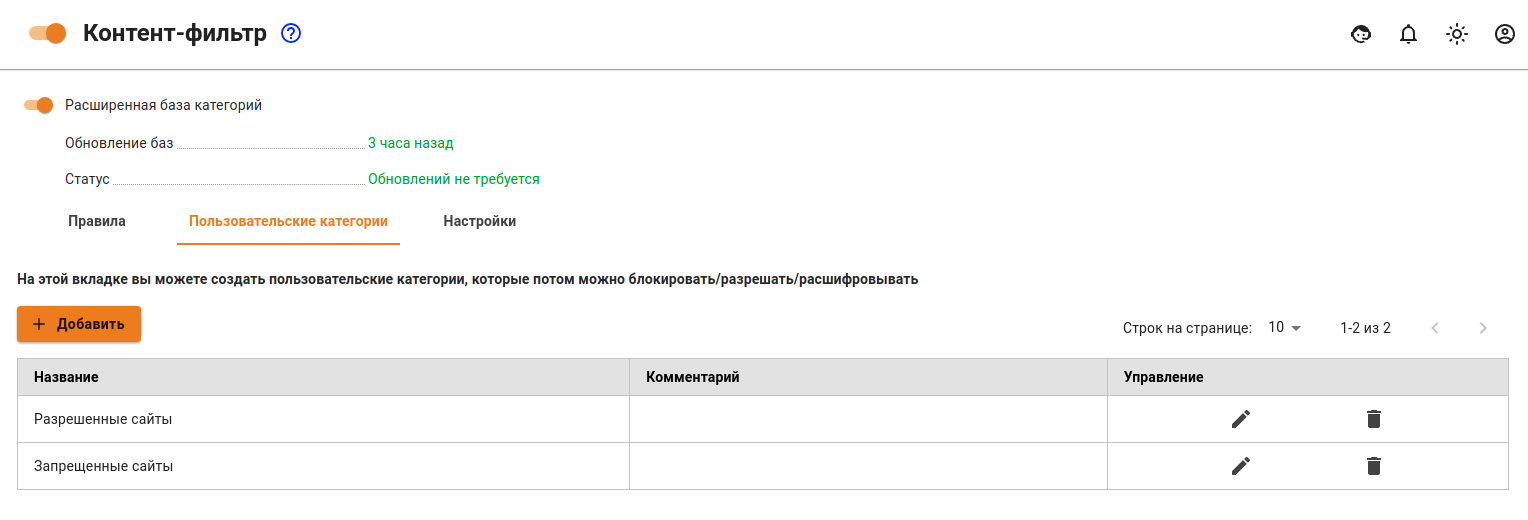 Контент-фильтр
Расширенная база категорий
Обновление баз 3 часа назад
Статус Обновлений не требуется
Правила Пользовательские категории Настройки
На этой вкладке вы можете создать пользовательские категории, которые потом можно блокировать/разрешать/расшифровывать
+ Добавить Строк на странице: 10 1-2 из 2
Название Комментарий Управление
Разрешенные сайты
Запрещенные сайты